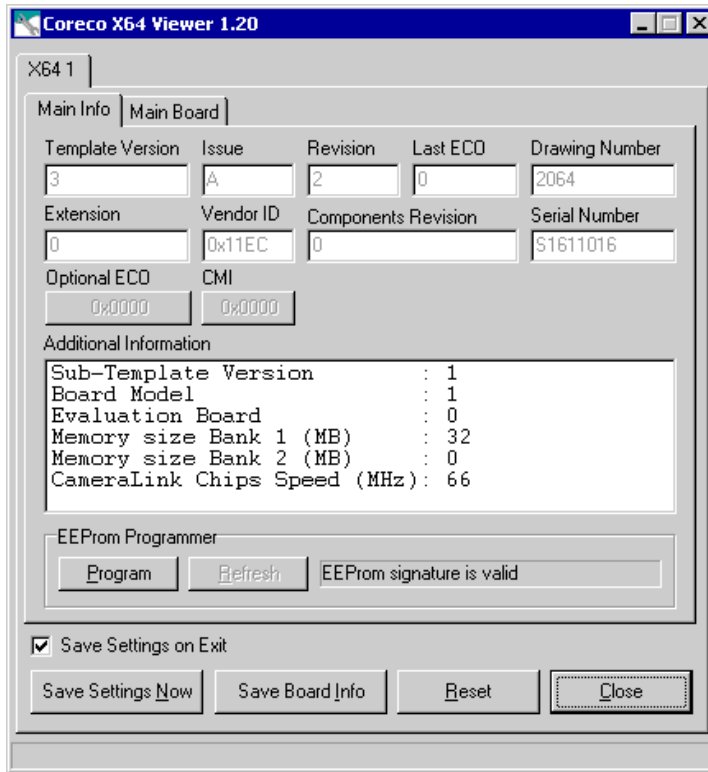 Coreco X64 Viewer 1.20
X64 1
Main Info Main Board
Template Version Issue Revision Last ECO Drawing Number
3 A 2 0 2064
Extension Vendor ID Components Revision Serial Number
0 0x11EC 0 S1611016
Optional ECO CMI
0x0000 0x0000
Additional Information
Sub-Template Version : 1
Board Model : 1
Evaluation Board : 0
Memory size Bank 1 (MB) : 32
Memory size Bank 2 (MB) : 0
CameraLink Chips Speed (MHz): 66
EEProm Programmer
Program Refresh EEProm signature is valid
Save Settings on Exit
Save Settings Now Save Board Info Reset Close